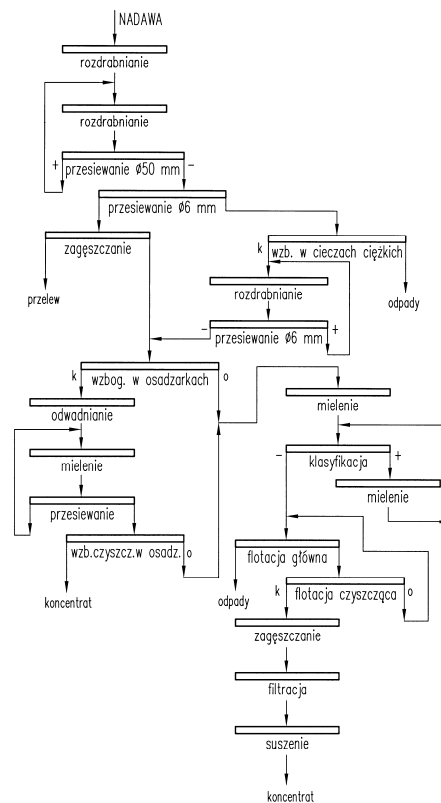 NADAWA
rozdrabnianie
rozdrabnianie
+ przesiewanie Ø50 mm -
przesiewanie Ø6 mm
zagęszczanie
k wzb. w cieczach ciężkich
przelew
rozdrabnianie
odpady
- przesiewanie Ø6 mm +
k wzbog. w osadzarkach o
odwadnianie
mielenie
mielenie
- klasyfikacja +
mielenie
przesiewanie
wzb.czyszcz.w osadz. o
flotacja główna
koncentrat
odpady
k flotacja czyszcząca o
zagęszczanie
filtracja
suszenie
koncentrat